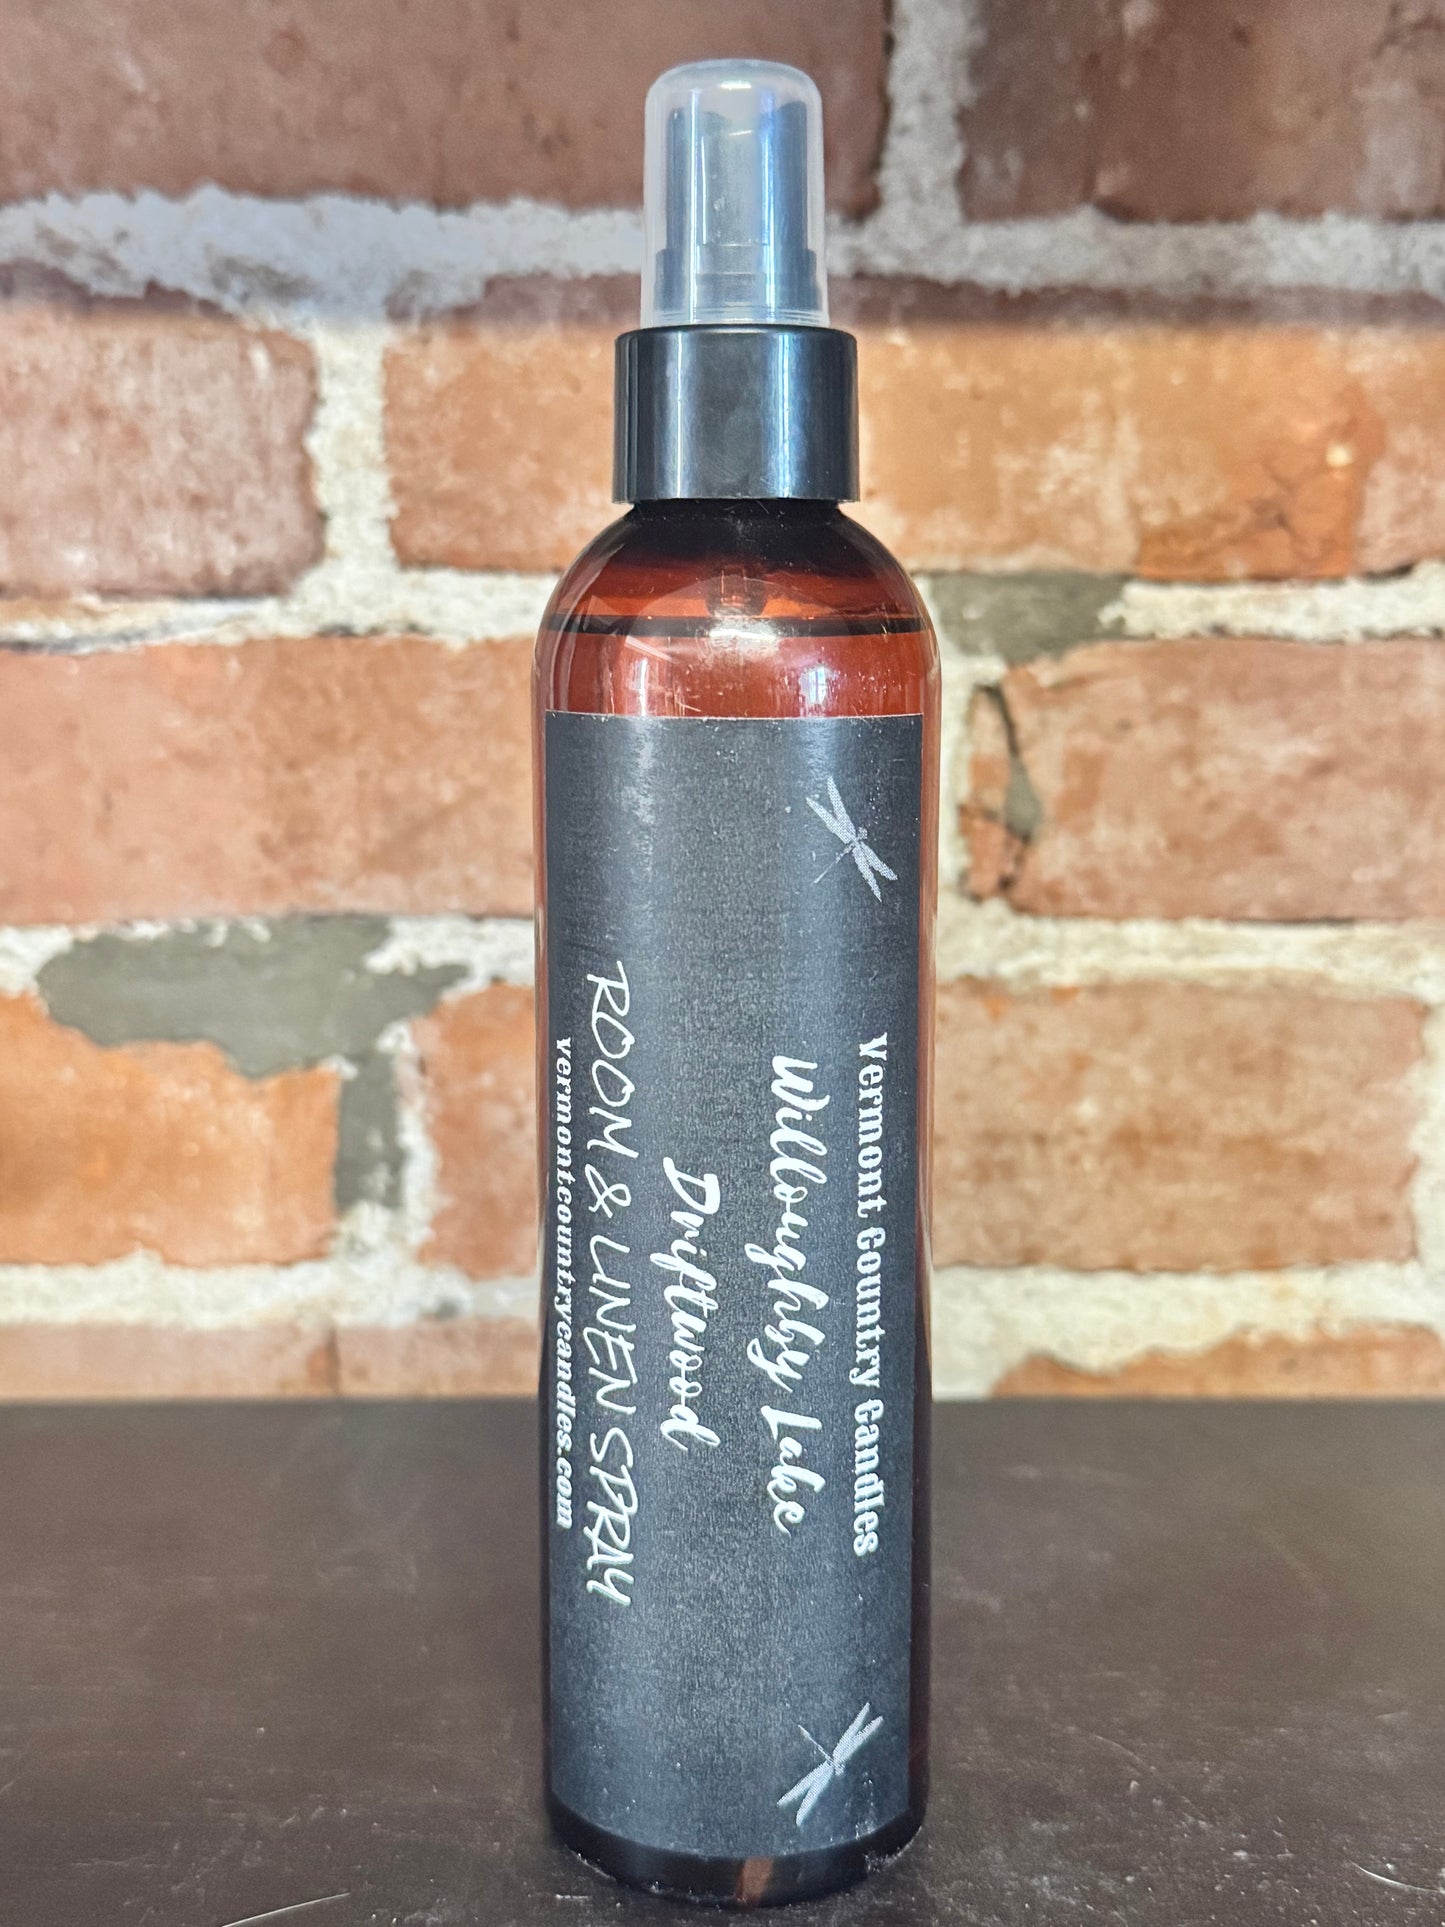 Vermont Country Candles
Willoughby Lake
Driftwood
ROOM & LINEN SPRAY
vermontcountrycandles.com